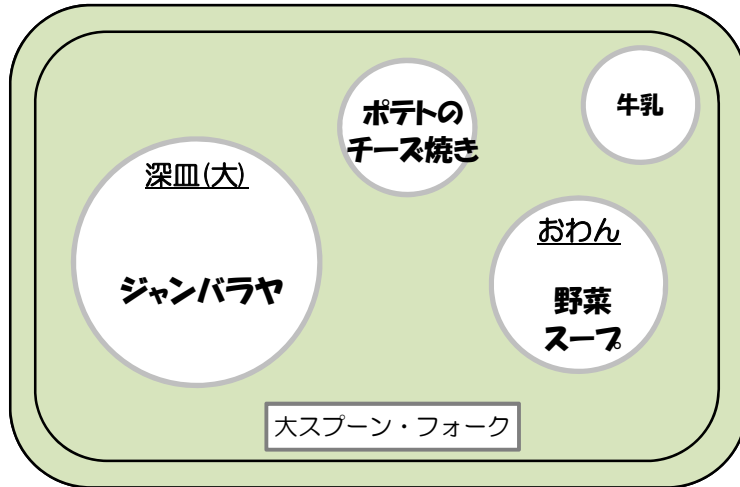 ポテトの
チーズ焼き
牛乳
深皿(大)
ジャンバラヤ
おわん
野菜
スープ
大スプーン・フォーク